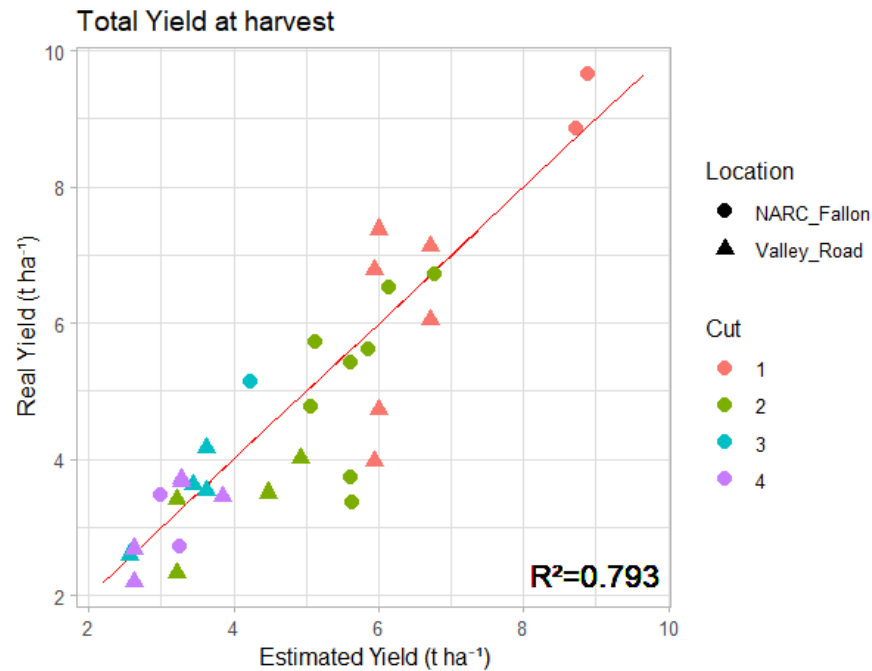 Total Yield at harvest
10
8
6
4
2
Real Yield (t ha⁻¹)
2 4 6 8 10
Estimated Yield (t ha⁻¹)
R²=0.793
Location
NARC_Fallon
Valley_Road
Cut
1
2
3
4